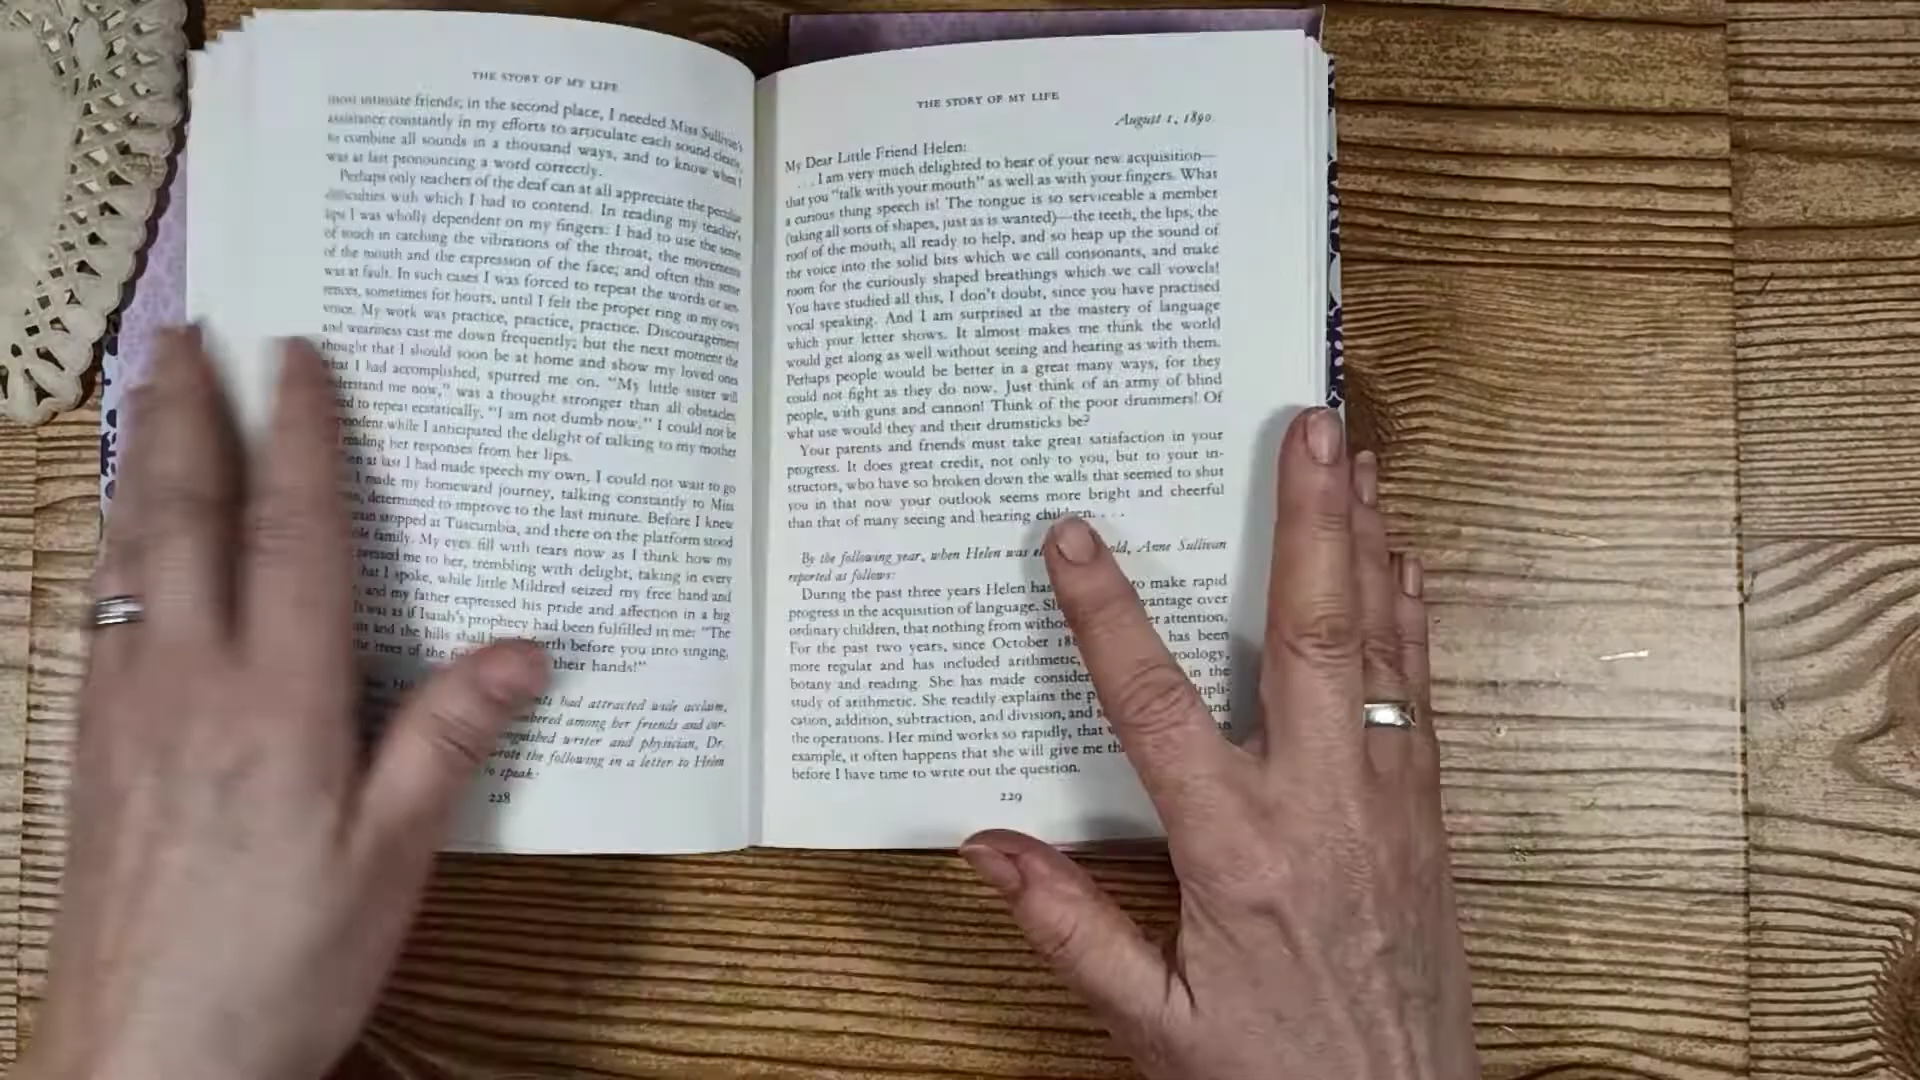 THE STORY OF MY LIFE
most intimate friends; in the second place, I needed Miss Sullivan's
assistance constantly in my efforts to articulate each sound clearly,
to combine all sounds in a thousand ways, and to know when I
was at last pronouncing a word correctly.
Perhaps only teachers of the deaf can at all appreciate the peculiar
difficulties with which I had to contend. In reading my teacher's
lips I was wholly dependent on my fingers: I had to use the sense
of touch in catching the vibrations of the throat, the movements
of the mouth and the expression of the face; and often this sense
was at fault. In such cases I was forced to repeat the words or sen-
tences, sometimes for hours, until I felt the proper ring in my own
voice. My work was practice, practice, practice. Discouragement
and weariness cast me down frequently; but the next moment the
thought that I should soon be at home and show my loved ones
what I had accomplished, spurred me on. "My little sister will
understand me now," was a thought stronger than all obstacles.
to repeat ecstatically, "I am not dumb now." I could not be
while I anticipated the delight of talking to my mother
reading her responses from her lips.
at last I had made speech my own, I could not wait to go
I made my homeward journey, talking constantly to Miss
determined to improve to the last minute. Before I knew
stopped at Tuscumbia, and there on the platform stood
family. My eyes fill with tears now as I think how my
pressed me to her, trembling with delight, taking in every
that I spoke, while little Mildred seized my free hand and
and my father expressed his pride and affection in a big
It was as if Isaiah's prophecy had been fulfilled in me: "The
and the hills shall forth before you into singing,
the trees of the their hands!"
had attracted wide acclaim,
among her friends and
writer and physician, Dr.
wrote the following in a letter to Helen
to speak:
228
THE STORY OF MY LIFE
August 1, 1890.
My Dear Little Friend Helen:
. . . I am very much delighted to hear of your new acquisition—
that you "talk with your mouth" as well as with your fingers. What
a curious thing speech is! The tongue is so serviceable a member
(taking all sorts of shapes, just as is wanted)—the teeth, the lips, the
roof of the mouth, all ready to help, and so heap up the sound of
the voice into the solid bits which we call consonants, and make
room for the curiously shaped breathings which we call vowels!
You have studied all this, I don't doubt, since you have practised
vocal speaking. And I am surprised at the mastery of language
which your letter shows. It almost makes me think the world
would get along as well without seeing and hearing as with them.
Perhaps people would be better in a great many ways, for they
could not fight as they do now. Just think of an army of blind
people, with guns and cannon! Think of the poor drummers! Of
what use would they and their drumsticks be?
Your parents and friends must take great satisfaction in your
progress. It does great credit, not only to you, but to your in-
structors, who have so broken down the walls that seemed to shut
you in that now your outlook seems more bright and cheerful
than that of many seeing and hearing children. . . .
By the following year, when Helen was old, Anne Sullivan
reported as follows:
During the past three years Helen has to make rapid
progress in the acquisition of language. over
ordinary children, that nothing from attention.
For the past two years, since October has been
more regular and has included arithmetic, zoology,
botany and reading. She has made in the
study of arithmetic. She readily explains the
cation, addition, subtraction, and division, and and
the operations. Her mind works so rapidly, that
example, it often happens that she will give me
before I have time to write out the question.
229